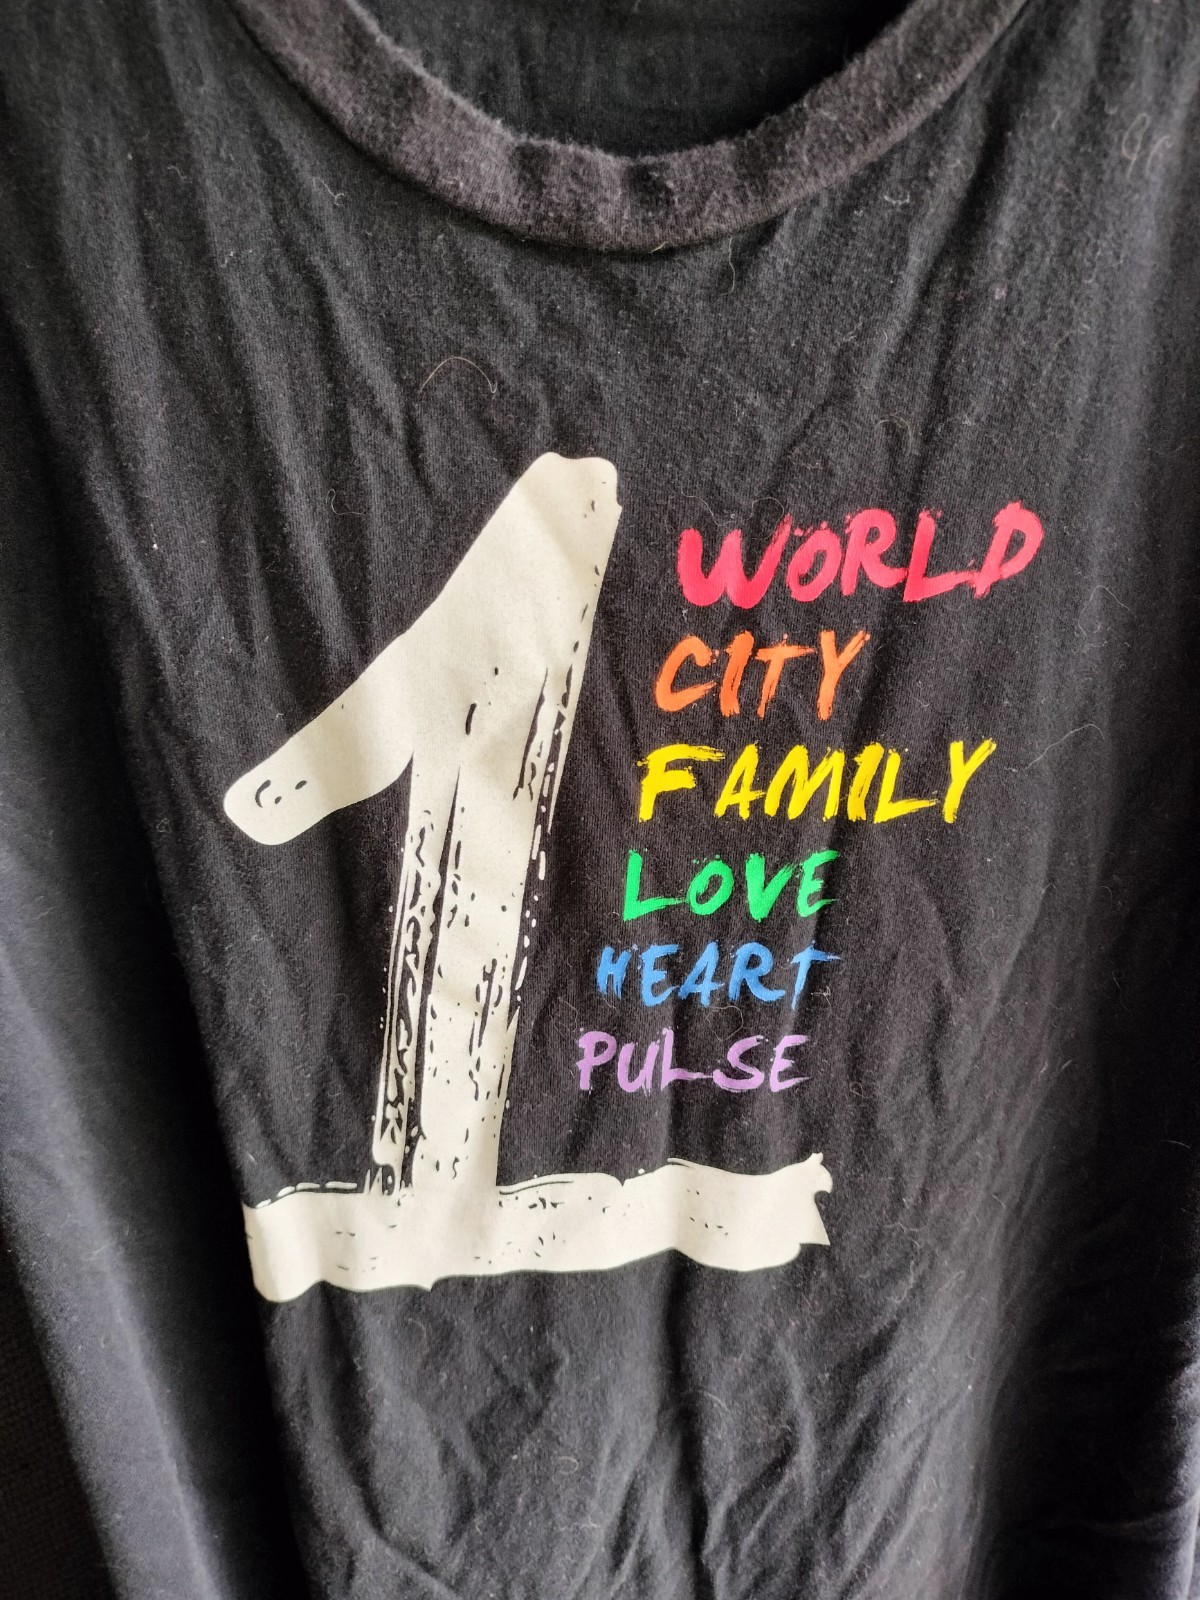 1
WORLD
CITY
FAMILY
LOVE
HEART
PULSE